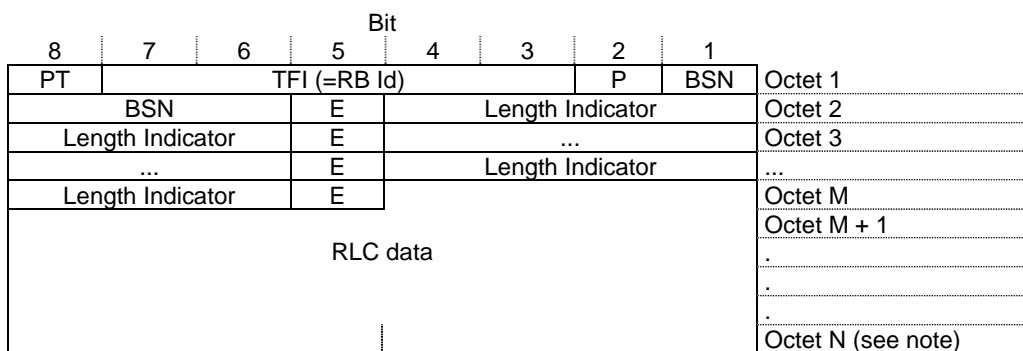 Bit
8 7 6 5 4 3 2 1
PT TFI (=RB Id) P BSN Octet 1
BSN E Length Indicator Octet 2
Length Indicator E ... Octet 3
... E Length Indicator ...
Length Indicator E Octet M
Octet M + 1
RLC data .
.
.
Octet N (see note)